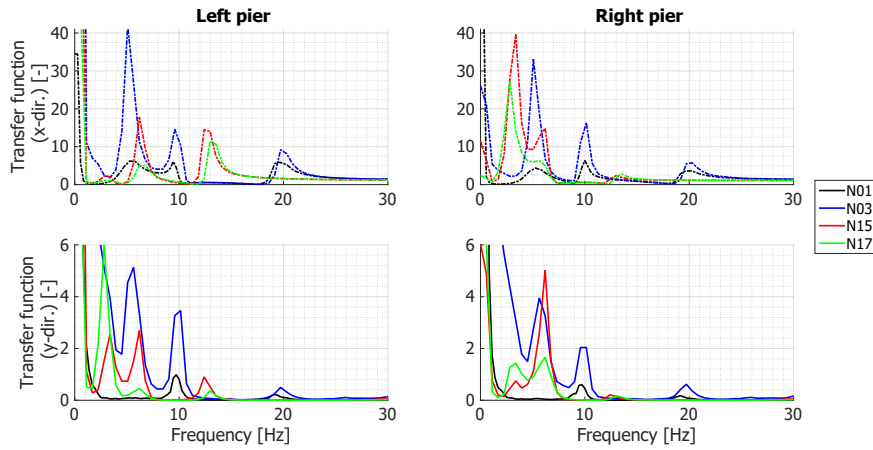 Left pier
Right pier
Transfer function
(x-dir.) [-]
40
30
20
10
0
0 10 20 30
40
30
20
10
0
0 10 20 30
N01
N03
N15
N17
Transfer function
(y-dir.) [-]
6
4
2
0
0 10 20 30
Frequency [Hz]
6
4
2
0
0 10 20 30
Frequency [Hz]